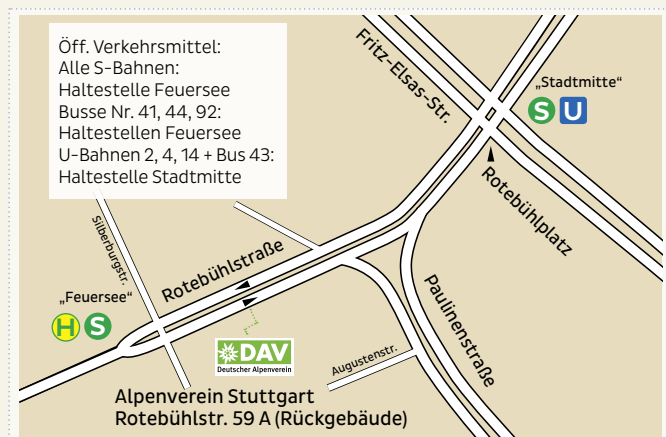 Öff. Verkehrsmittel:
Alle S-Bahnen:
Haltestelle Feuersee
Busse Nr. 41, 44, 92:
Haltestellen Feuersee
U-Bahnen 2, 4, 14 + Bus 43:
Haltestelle Stadtmitte
Fritz-Elsas-Str.
„Stadtmitte“
S U
Rotebühlplatz
Silberburgstr.
Rotebühlstraße
„Feuersee“
H S
Paulinenstraße
DAV
Deutscher Alpenverein
Augustenstr.
Alpenverein Stuttgart
Rotebühlstr. 59 A (Rückgebäude)